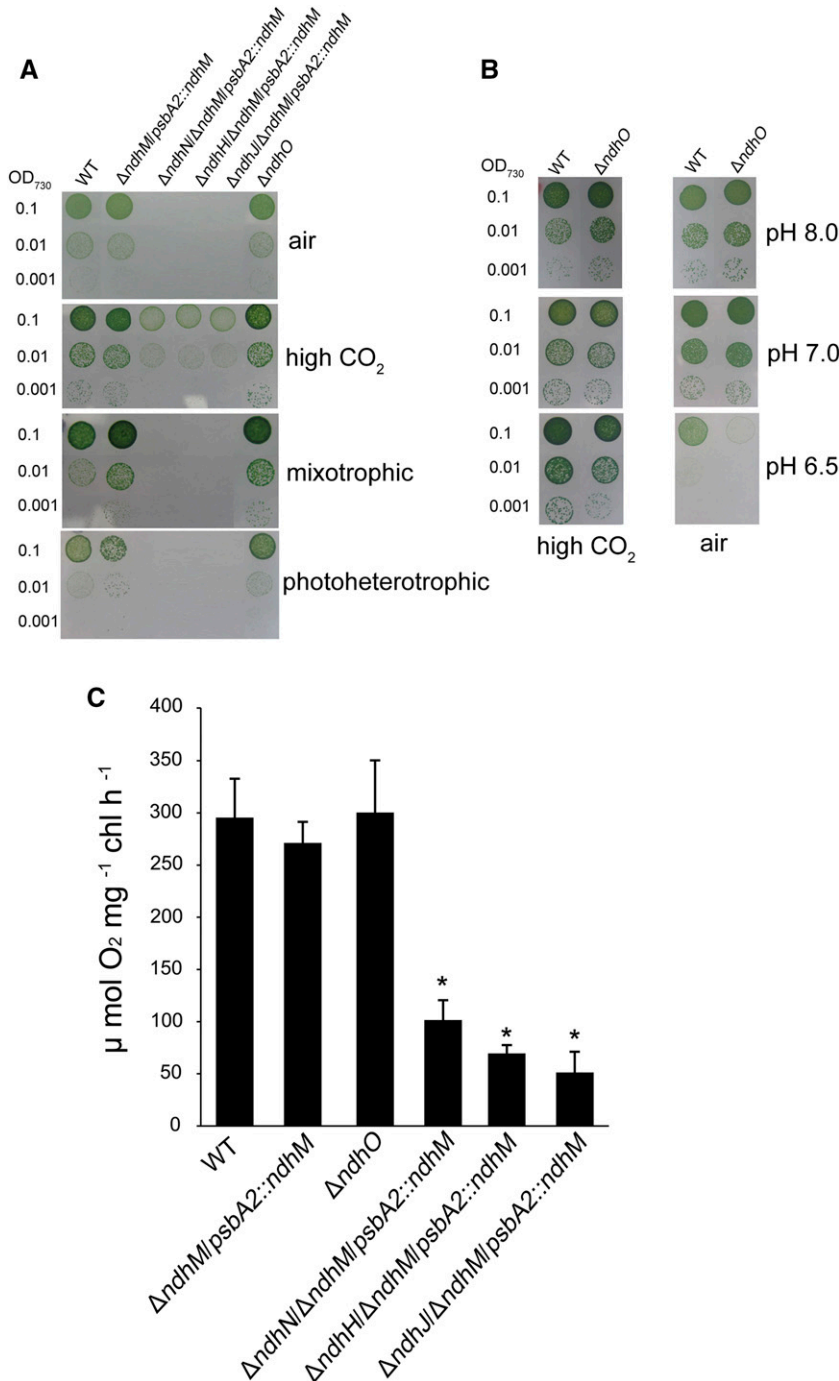 A
WT
ΔndhM/psbA2::ndhM
ΔndhN/ΔndhM/psbA2::ndhM
ΔndhH/ΔndhM/psbA2::ndhM
ΔndhJ/ΔndhM/psbA2::ndhM
ΔndhO
OD730
0.1
0.01
0.001
air
0.1
0.01
0.001
high CO2
0.1
0.01
0.001
mixotrophic
0.1
0.01
0.001
photoheterotrophic
B
WT
ΔndhO
WT
ΔndhO
OD730
0.1
0.01
0.001
pH 8.0
0.1
0.01
0.001
pH 7.0
0.1
0.01
0.001
pH 6.5
high CO2
air
C
μ mol O2 mg -1 chl h -1
400
350
300
250
200
150
100
50
0
*
*
*
WT
ΔndhM/psbA2::ndhM
ΔndhO
ΔndhN/ΔndhM/psbA2::ndhM
ΔndhH/ΔndhM/psbA2::ndhM
ΔndhJ/ΔndhM/psbA2::ndhM